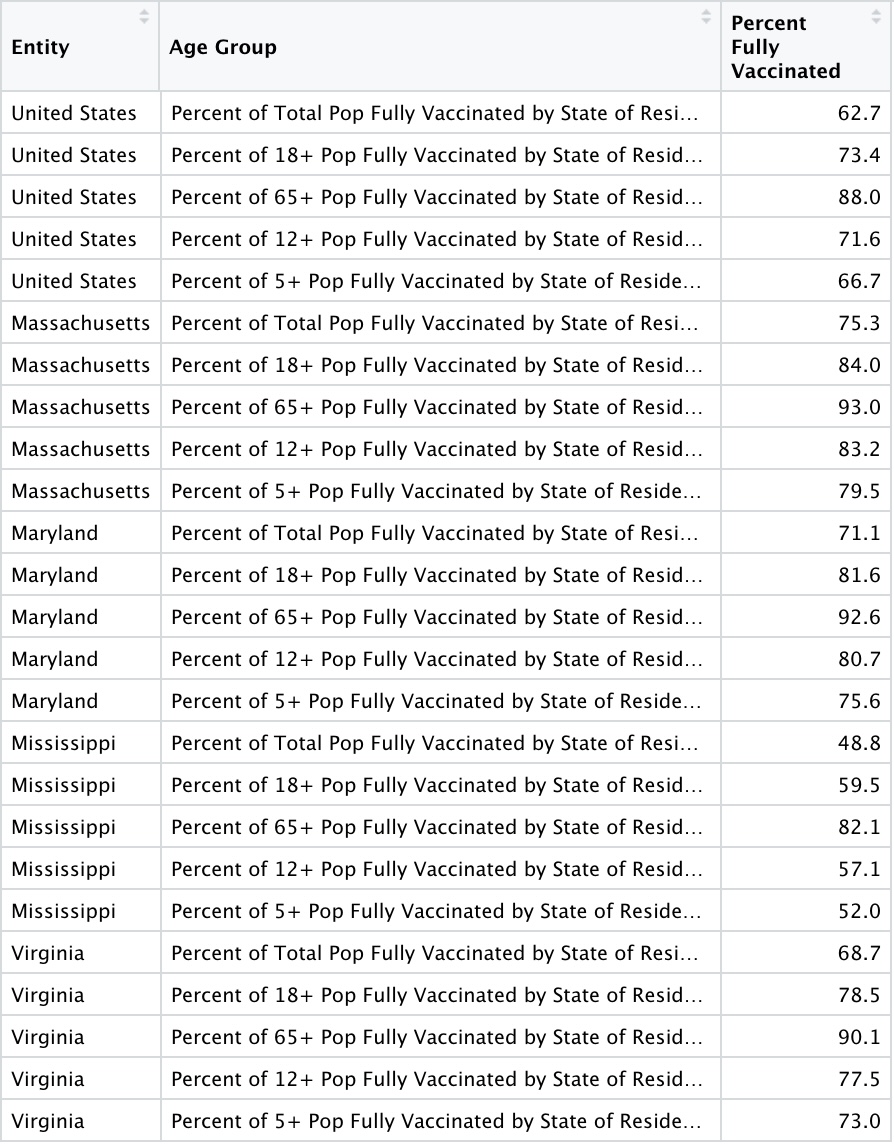 Entity Age Group Percent Fully Vaccinated
United States Percent of Total Pop Fully Vaccinated by State of Resi... 62.7
United States Percent of 18+ Pop Fully Vaccinated by State of Resid... 73.4
United States Percent of 65+ Pop Fully Vaccinated by State of Resid... 88.0
United States Percent of 12+ Pop Fully Vaccinated by State of Resid... 71.6
United States Percent of 5+ Pop Fully Vaccinated by State of Reside... 66.7
Massachusetts Percent of Total Pop Fully Vaccinated by State of Resi... 75.3
Massachusetts Percent of 18+ Pop Fully Vaccinated by State of Resid... 84.0
Massachusetts Percent of 65+ Pop Fully Vaccinated by State of Resid... 93.0
Massachusetts Percent of 12+ Pop Fully Vaccinated by State of Resid... 83.2
Massachusetts Percent of 5+ Pop Fully Vaccinated by State of Reside... 79.5
Maryland Percent of Total Pop Fully Vaccinated by State of Resi... 71.1
Maryland Percent of 18+ Pop Fully Vaccinated by State of Resid... 81.6
Maryland Percent of 65+ Pop Fully Vaccinated by State of Resid... 92.6
Maryland Percent of 12+ Pop Fully Vaccinated by State of Resid... 80.7
Maryland Percent of 5+ Pop Fully Vaccinated by State of Reside... 75.6
Mississippi Percent of Total Pop Fully Vaccinated by State of Resi... 48.8
Mississippi Percent of 18+ Pop Fully Vaccinated by State of Resid... 59.5
Mississippi Percent of 65+ Pop Fully Vaccinated by State of Resid... 82.1
Mississippi Percent of 12+ Pop Fully Vaccinated by State of Resid... 57.1
Mississippi Percent of 5+ Pop Fully Vaccinated by State of Reside... 52.0
Virginia Percent of Total Pop Fully Vaccinated by State of Resi... 68.7
Virginia Percent of 18+ Pop Fully Vaccinated by State of Resid... 78.5
Virginia Percent of 65+ Pop Fully Vaccinated by State of Resid... 90.1
Virginia Percent of 12+ Pop Fully Vaccinated by State of Resid... 77.5
Virginia Percent of 5+ Pop Fully Vaccinated by State of Reside... 73.0